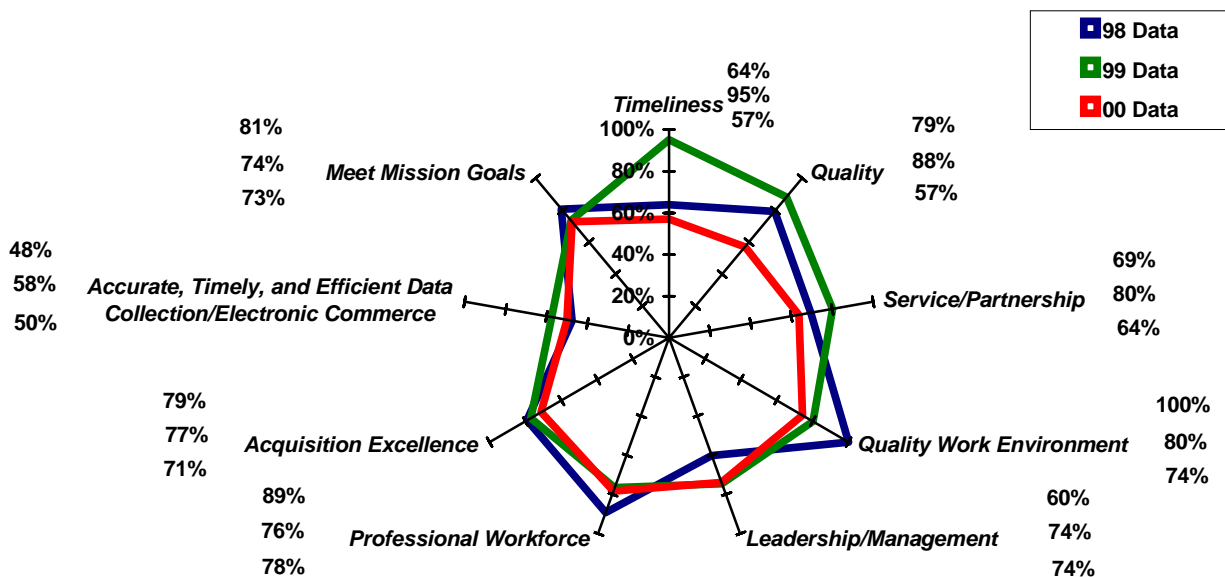 98 Data
99 Data
00 Data
64%
95%
57%
Timeliness
100%
80%
60%
40%
20%
0%
79%
88%
57%
Quality
69%
80%
64%
Service/Partnership
100%
80%
74%
Quality Work Environment
60%
74%
74%
Leadership/Management
89%
76%
78%
Professional Workforce
79%
77%
71%
Acquisition Excellence
48%
58%
50%
Accurate, Timely, and Efficient Data
Collection/Electronic Commerce
81%
74%
73%
Meet Mission Goals